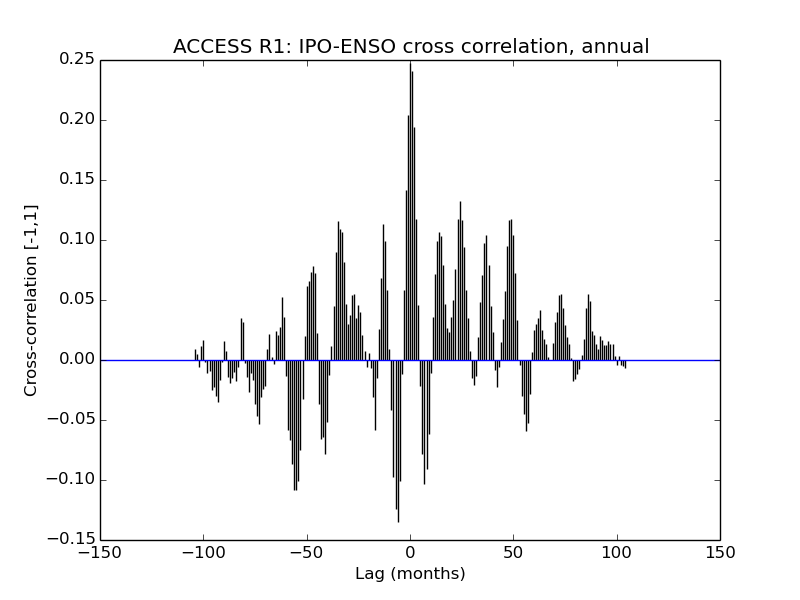 ACCESS R1: IPO-ENSO cross correlation, annual
0.25
0.20
0.15
0.10
0.05
0.00
−0.05
−0.10
−0.15
Cross-correlation [-1,1]
−150 −100 −50 0 50 100 150
Lag (months)